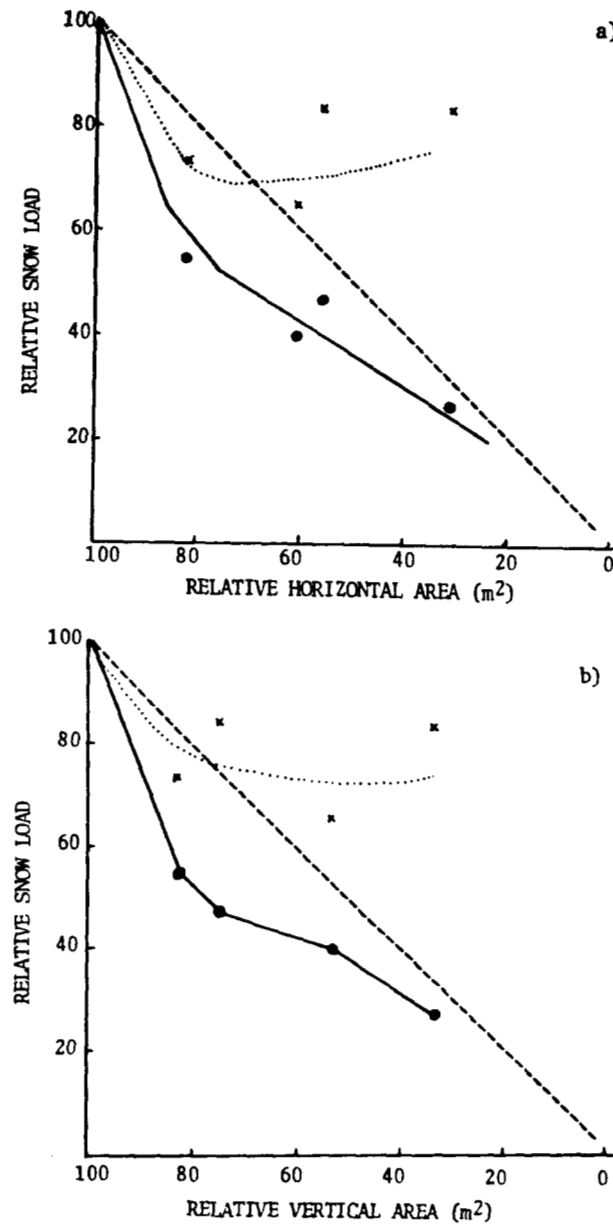 a)
100
80
60
40
20
RELATIVE SNOW LOAD
100 80 60 40 20 0
RELATIVE HORIZONTAL AREA (m²)
b)
100
80
60
40
20
RELATIVE SNOW LOAD
100 80 60 40 20 0
RELATIVE VERTICAL AREA (m²)